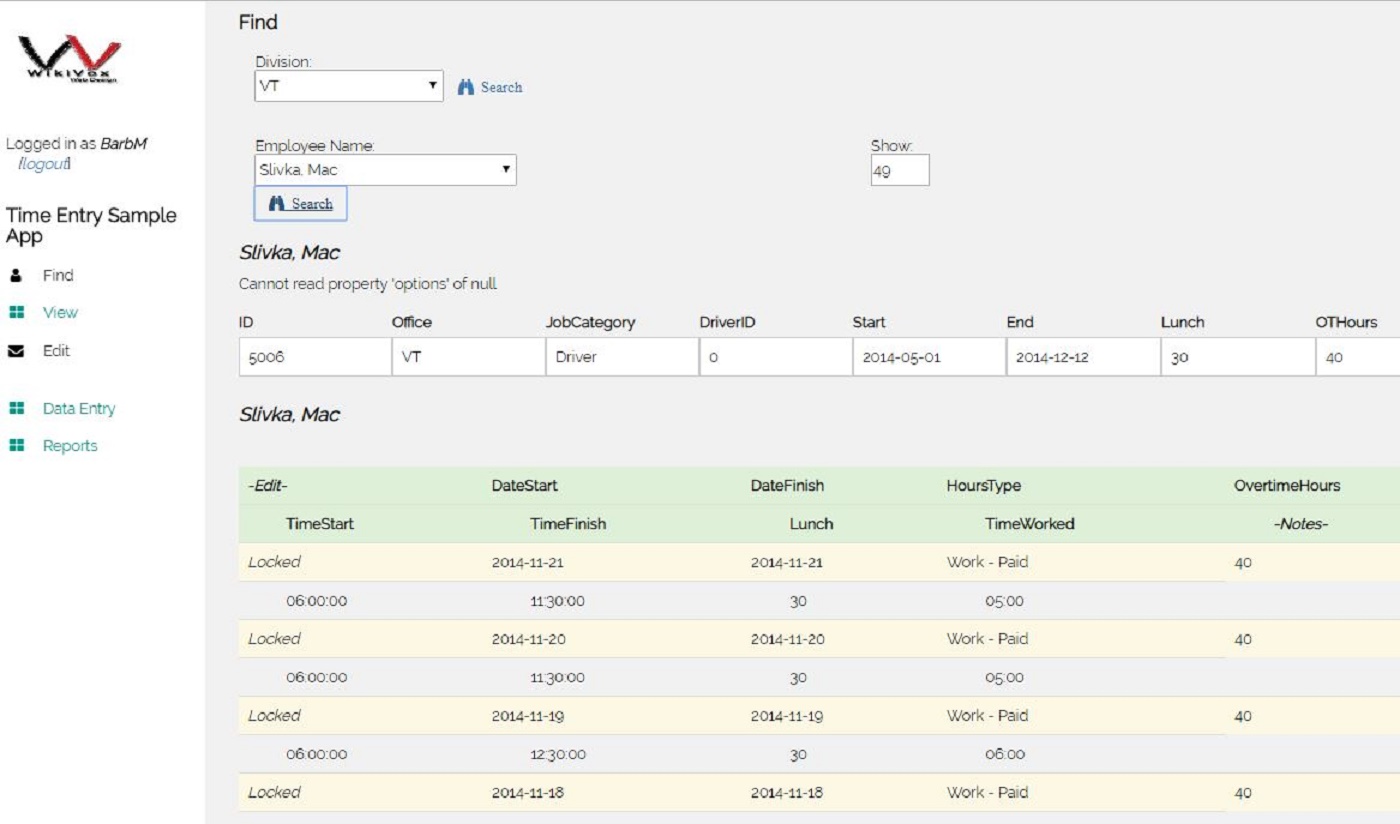 WikiVox
Web Design
Logged in as BarbM
[logout]
Time Entry Sample
App
Find
View
Edit
Data Entry
Reports
Find
Division:
VT
Search
Employee Name: Show:
Slivka, Mac 49
Search
Slivka, Mac
Cannot read property 'options' of null
ID Office JobCategory DriverID Start End Lunch OTHours
5006 VT Driver 0 2014-05-01 2014-12-12 30 40
Slivka, Mac
-Edit- DateStart DateFinish HoursType OvertimeHours
TimeStart TimeFinish Lunch TimeWorked -Notes-
Locked 2014-11-21 2014-11-21 Work - Paid 40
06:00:00 11:30:00 30 05:00
Locked 2014-11-20 2014-11-20 Work - Paid 40
06:00:00 11:30:00 30 05:00
Locked 2014-11-19 2014-11-19 Work - Paid 40
06:00:00 12:30:00 30 06:00
Locked 2014-11-18 2014-11-18 Work - Paid 40